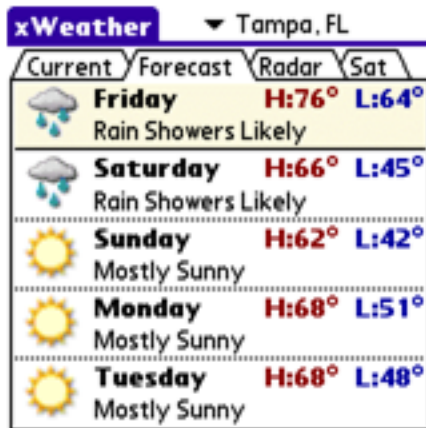 xWeather Tampa, FL
Current Forecast Radar Sat
Friday H:76° L:64°
Rain Showers Likely
Saturday H:66° L:45°
Rain Showers Likely
Sunday H:62° L:42°
Mostly Sunny
Monday H:68° L:51°
Mostly Sunny
Tuesday H:68° L:48°
Mostly Sunny